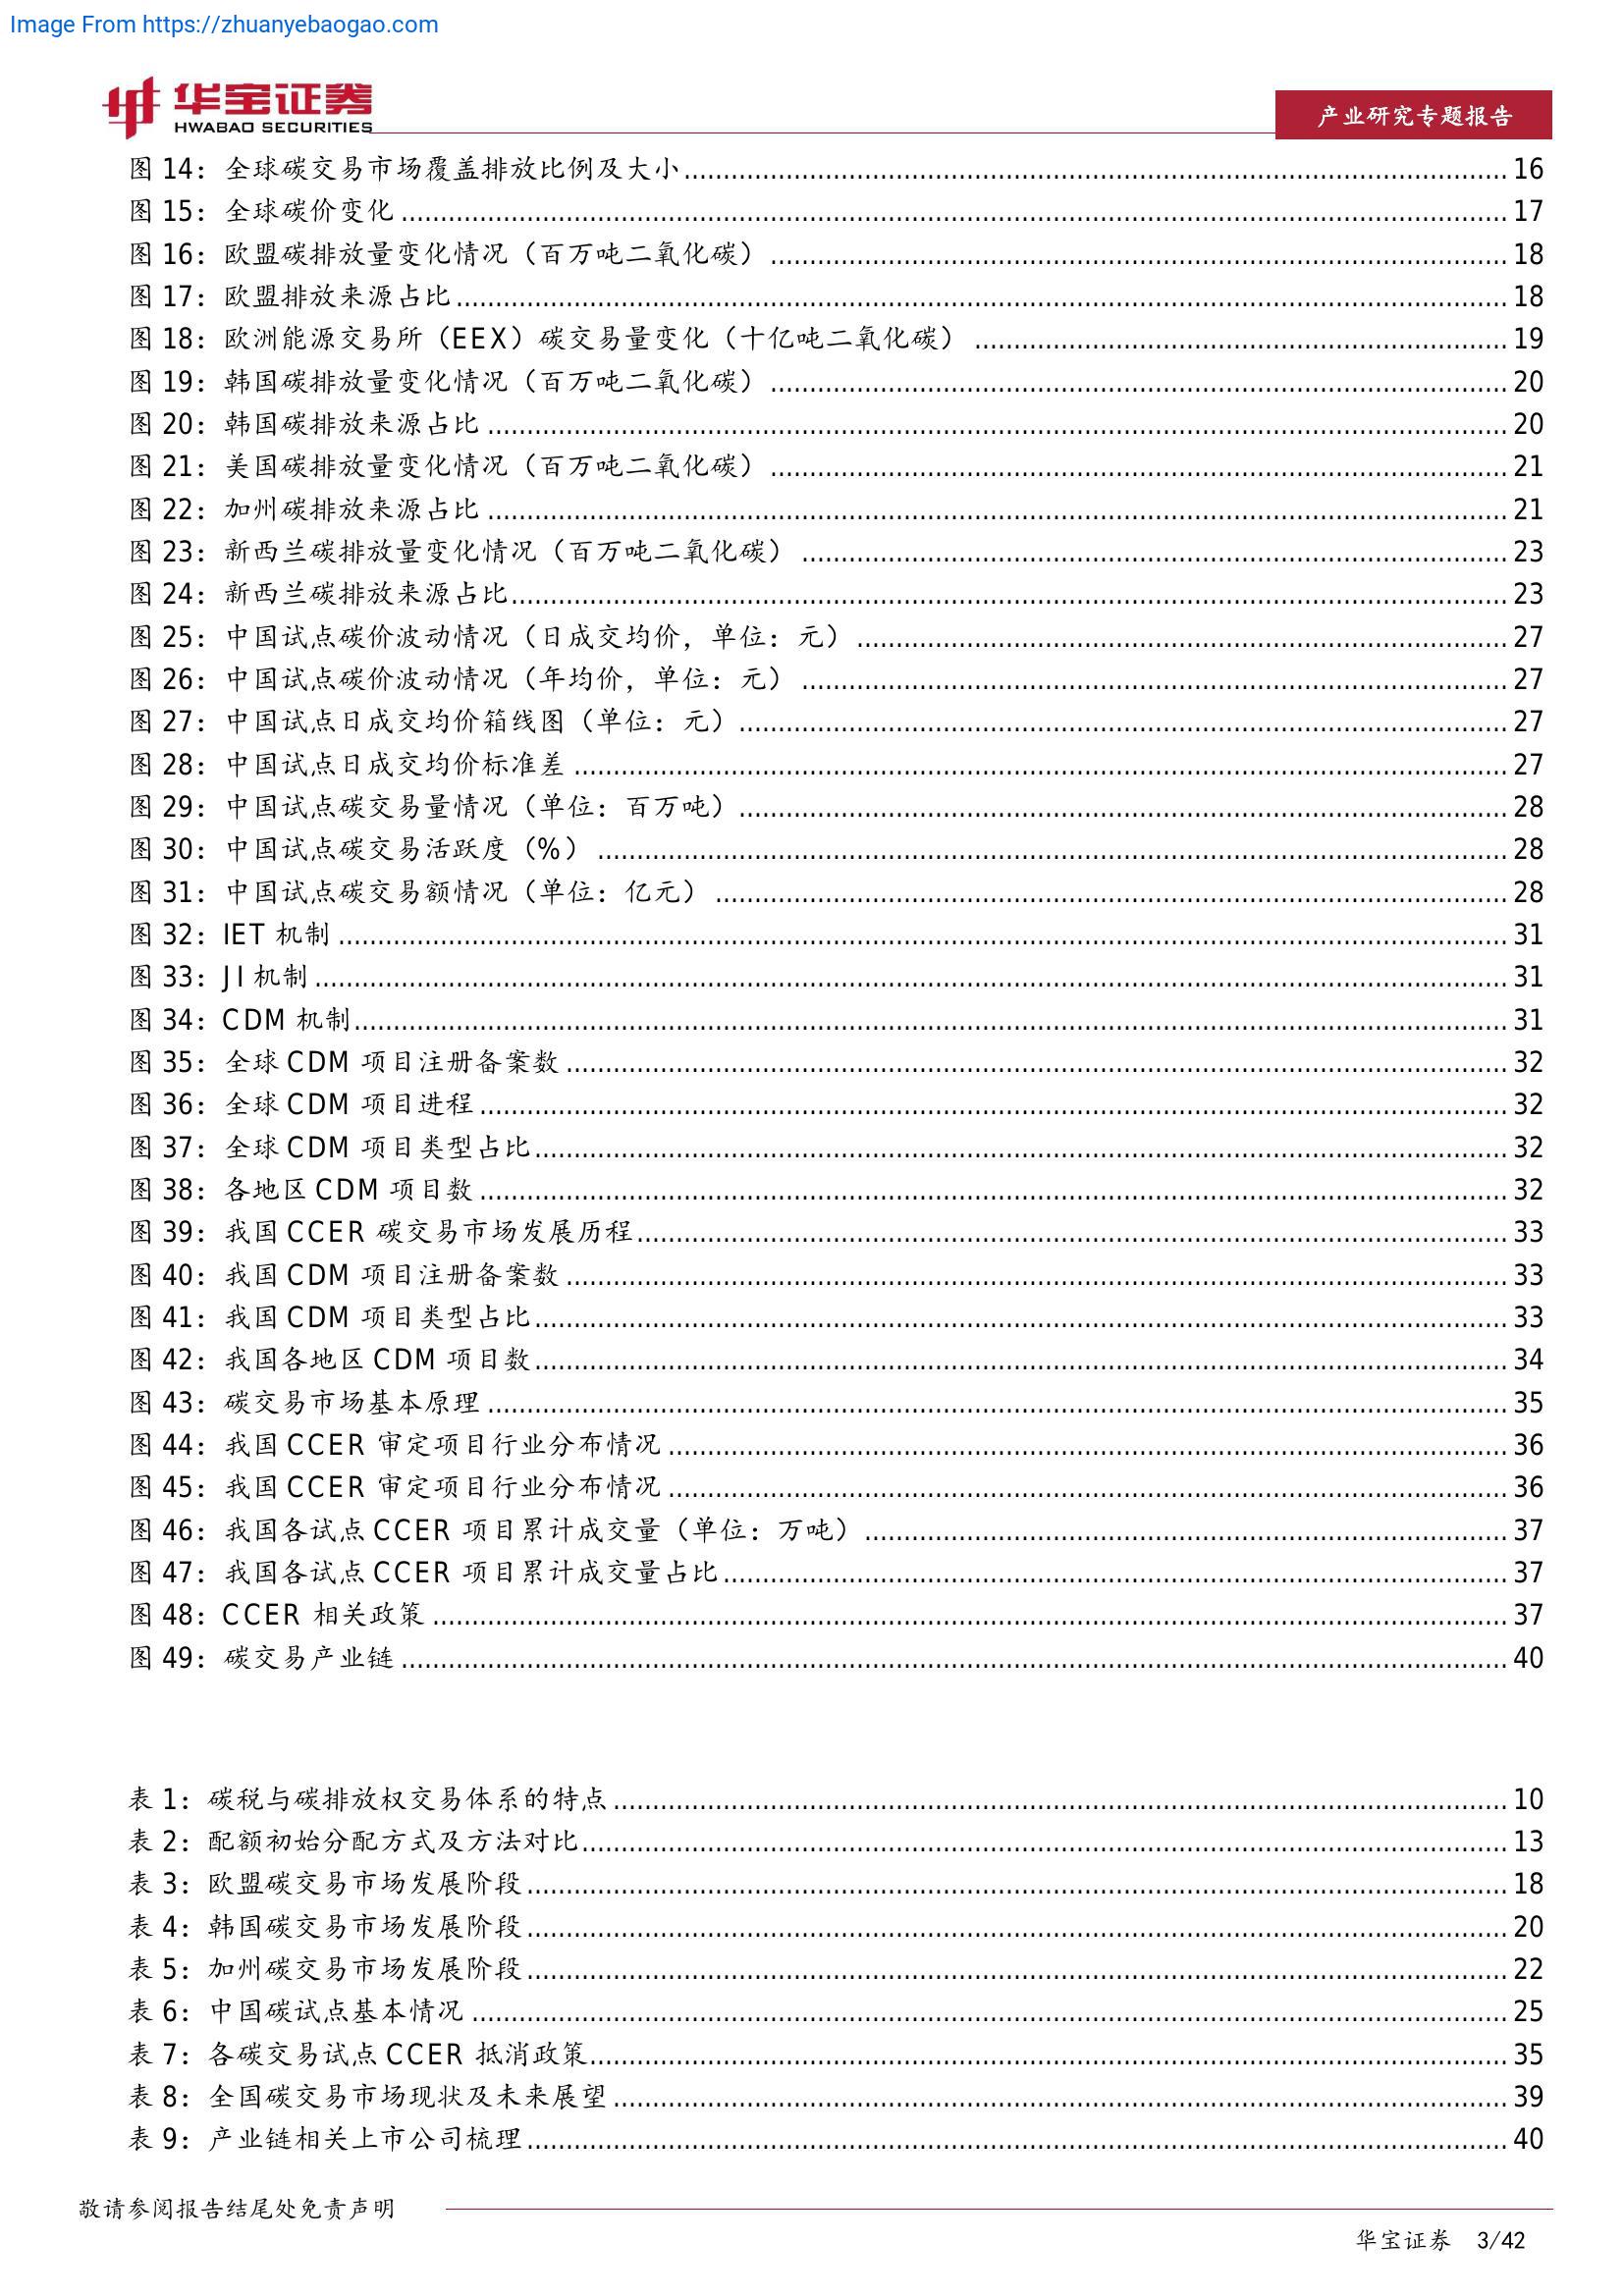 Image From https://zhuanyebaogao.com
华宝证券
HWABAO SECURITIES
产业研究专题报告
图 14：全球碳交易市场覆盖排放比例及大小 16
图 15：全球碳价变化 17
图 16：欧盟碳排放量变化情况（百万吨二氧化碳） 18
图 17：欧盟排放来源占比 18
图 18：欧洲能源交易所（EEX）碳交易量变化（十亿吨二氧化碳） 19
图 19：韩国碳排放量变化情况（百万吨二氧化碳） 20
图 20：韩国碳排放来源占比 20
图 21：美国碳排放量变化情况（百万吨二氧化碳） 21
图 22：加州碳排放来源占比 21
图 23：新西兰碳排放量变化情况（百万吨二氧化碳） 23
图 24：新西兰碳排放来源占比 23
图 25：中国试点碳价波动情况（日成交均价，单位：元） 27
图 26：中国试点碳价波动情况（年均价，单位：元） 27
图 27：中国试点日成交均价箱线图（单位：元） 27
图 28：中国试点日成交均价标准差 27
图 29：中国试点碳交易量情况（单位：百万吨） 28
图 30：中国试点碳交易活跃度（%） 28
图 31：中国试点碳交易额情况（单位：亿元） 28
图 32：IET 机制 31
图 33：JI 机制 31
图 34：CDM 机制 31
图 35：全球 CDM 项目注册备案数 32
图 36：全球 CDM 项目进程 32
图 37：全球 CDM 项目类型占比 32
图 38：各地区 CDM 项目数 32
图 39：我国 CCER 碳交易市场发展历程 33
图 40：我国 CDM 项目注册备案数 33
图 41：我国 CDM 项目类型占比 33
图 42：我国各地区 CDM 项目数 34
图 43：碳交易市场基本原理 35
图 44：我国 CCER 审定项目行业分布情况 36
图 45：我国 CCER 审定项目行业分布情况 36
图 46：我国各试点 CCER 项目累计成交量（单位：万吨） 37
图 47：我国各试点 CCER 项目累计成交量占比 37
图 48：CCER 相关政策 37
图 49：碳交易产业链 40
表 1：碳税与碳排放权交易体系的特点 10
表 2：配额初始分配方式及方法对比 13
表 3：欧盟碳交易市场发展阶段 18
表 4：韩国碳交易市场发展阶段 20
表 5：加州碳交易市场发展阶段 22
表 6：中国碳试点基本情况 25
表 7：各碳交易试点 CCER 抵消政策 35
表 8：全国碳交易市场现状及未来展望 39
表 9：产业链相关上市公司梳理 40
敬请参阅报告结尾处免责声明
华宝证券 3/42